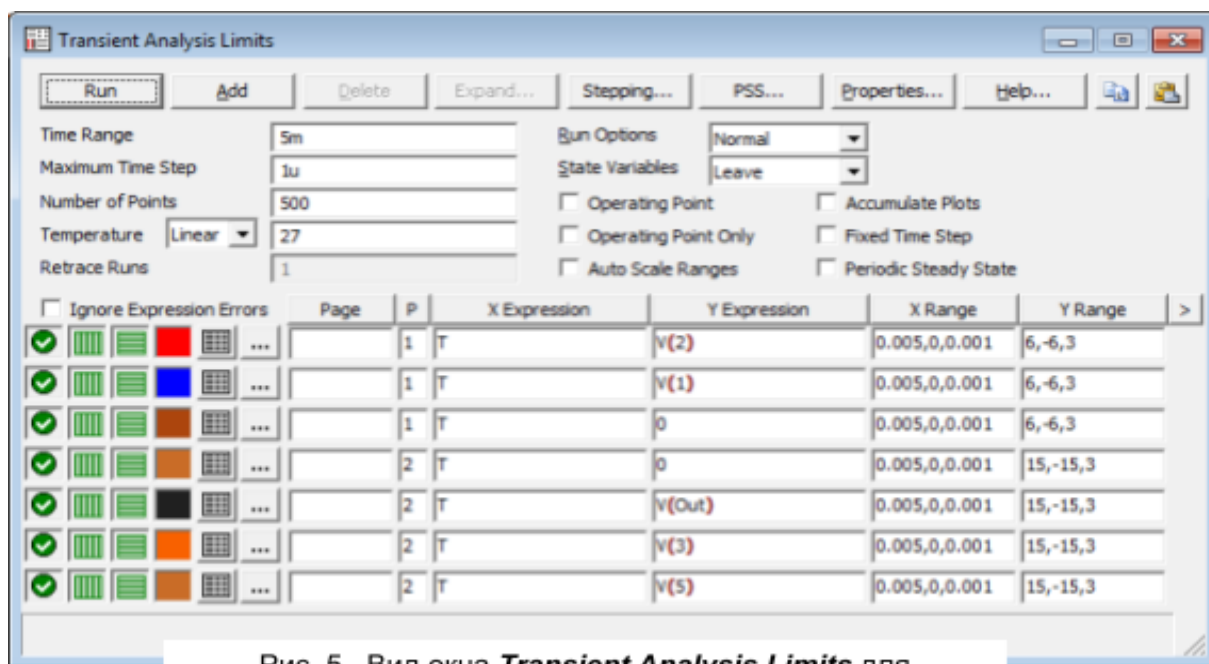 Transient Analysis Limits
Run Add Delete Expand... Stepping... PSS... Properties... Help...
Time Range 5m Run Options Normal
Maximum Time Step 1u State Variables Leave
Number of Points 500 Operating Point Accumulate Plots
Temperature Linear 27 Operating Point Only Fixed Time Step
Retrace Runs 1 Auto Scale Ranges Periodic Steady State
Ignore Expression Errors Page P X Expression Y Expression X Range Y Range >
... 1 T V(2) 0.005,0,0.001 6,-6,3
... 1 T V(1) 0.005,0,0.001 6,-6,3
... 1 T 0 0.005,0,0.001 6,-6,3
... 2 T 0 0.005,0,0.001 15,-15,3
... 2 T V(Out) 0.005,0,0.001 15,-15,3
... 2 T V(3) 0.005,0,0.001 15,-15,3
... 2 T V(5) 0.005,0,0.001 15,-15,3
Рис. 5 Вид окна Transient Analysis Limits для